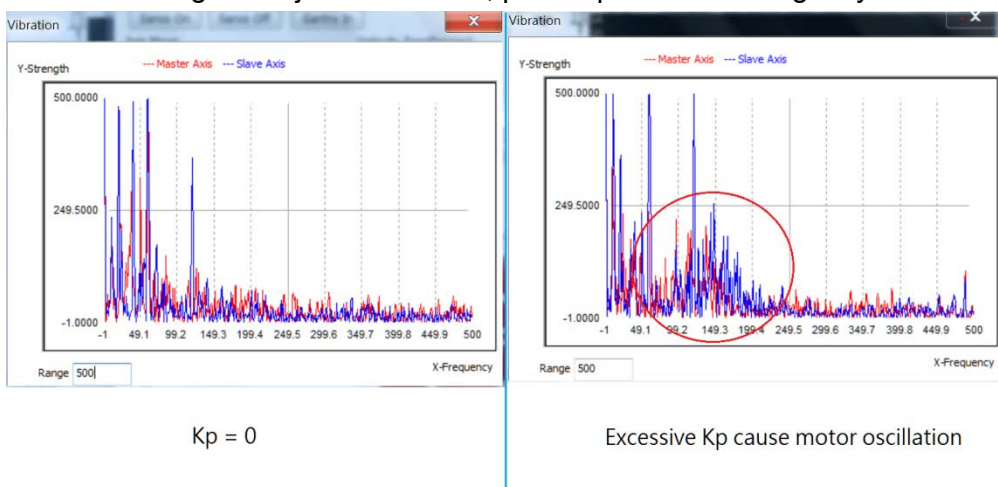 Vibration
X
Y-Strength
--- Master Axis --- Slave Axis
500.0000
249.5000
-1.0000
-1 49.1 99.2 149.3 199.4 249.5 299.6 349.7 399.8 449.9 500
Range 500
X-Frequency
Kp = 0
Vibration
X
Y-Strength
--- Master Axis --- Slave Axis
500.0000
249.5000
-1.0000
-1 49.1 99.2 149.3 199.4 249.5 299.6 349.7 399.8 449.9 500
Range 500
X-Frequency
Excessive Kp cause motor oscillation